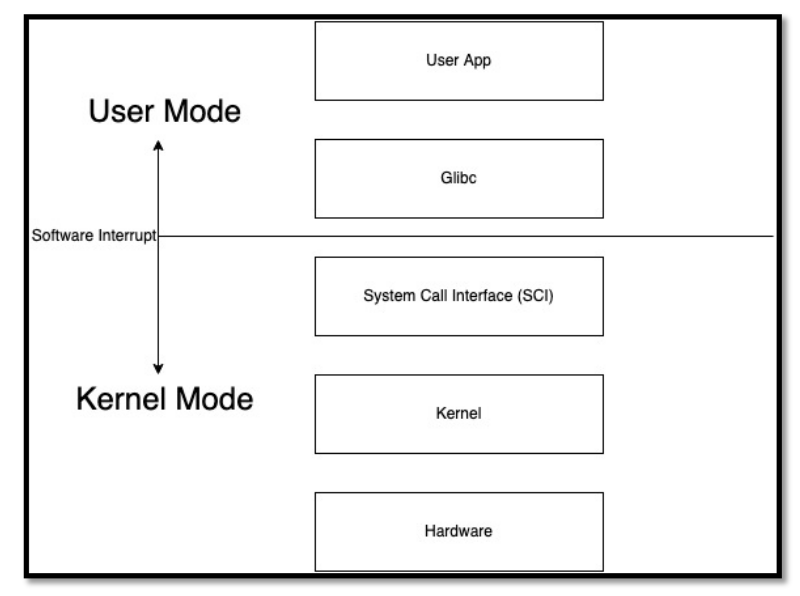 User App
User Mode
Glibc
Software Interrupt
System Call Interface (SCI)
Kernel Mode
Kernel
Hardware